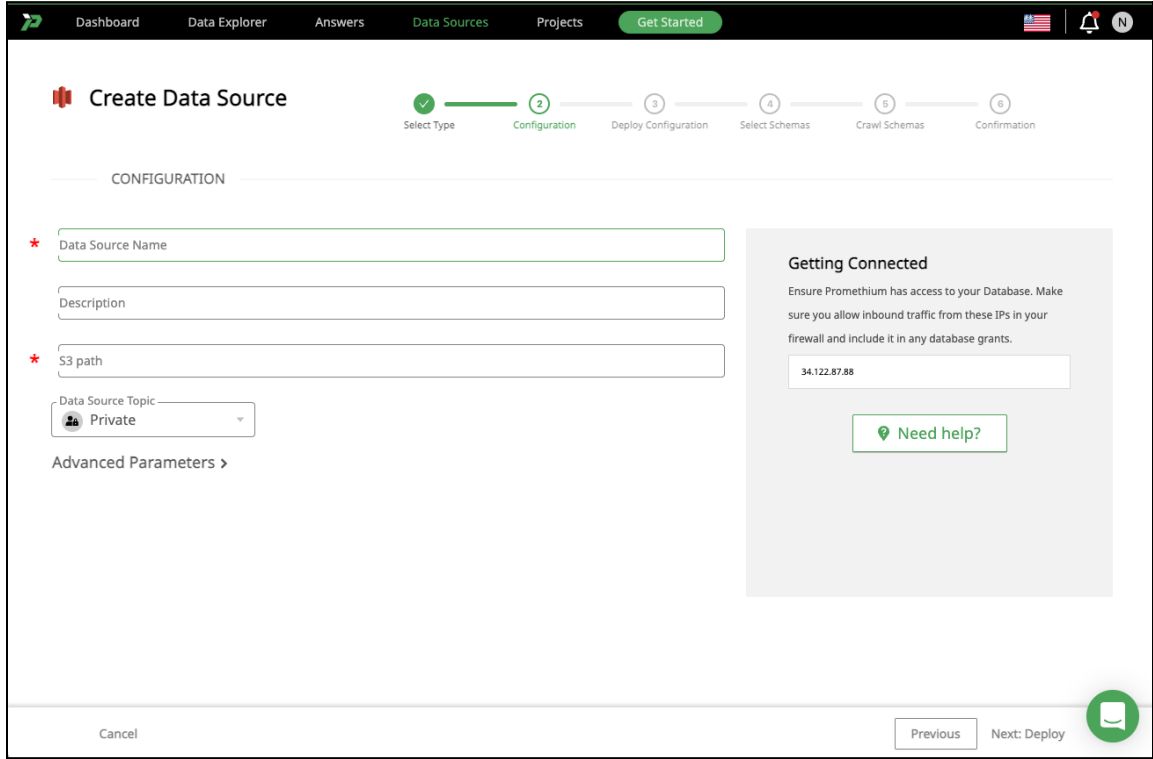 Dashboard Data Explorer Answers Data Sources Projects Get Started N
Create Data Source
2 3 4 5 6
Select Type Configuration Deploy Configuration Select Schemas Crawl Schemas Confirmation
CONFIGURATION
* Data Source Name
Description
* S3 path
Data Source Topic
Private
Advanced Parameters >
Getting Connected
Ensure Promethium has access to your Database. Make
sure you allow inbound traffic from these IPs in your
firewall and include it in any database grants.
34.122.87.88
Need help?
Cancel Previous Next: Deploy